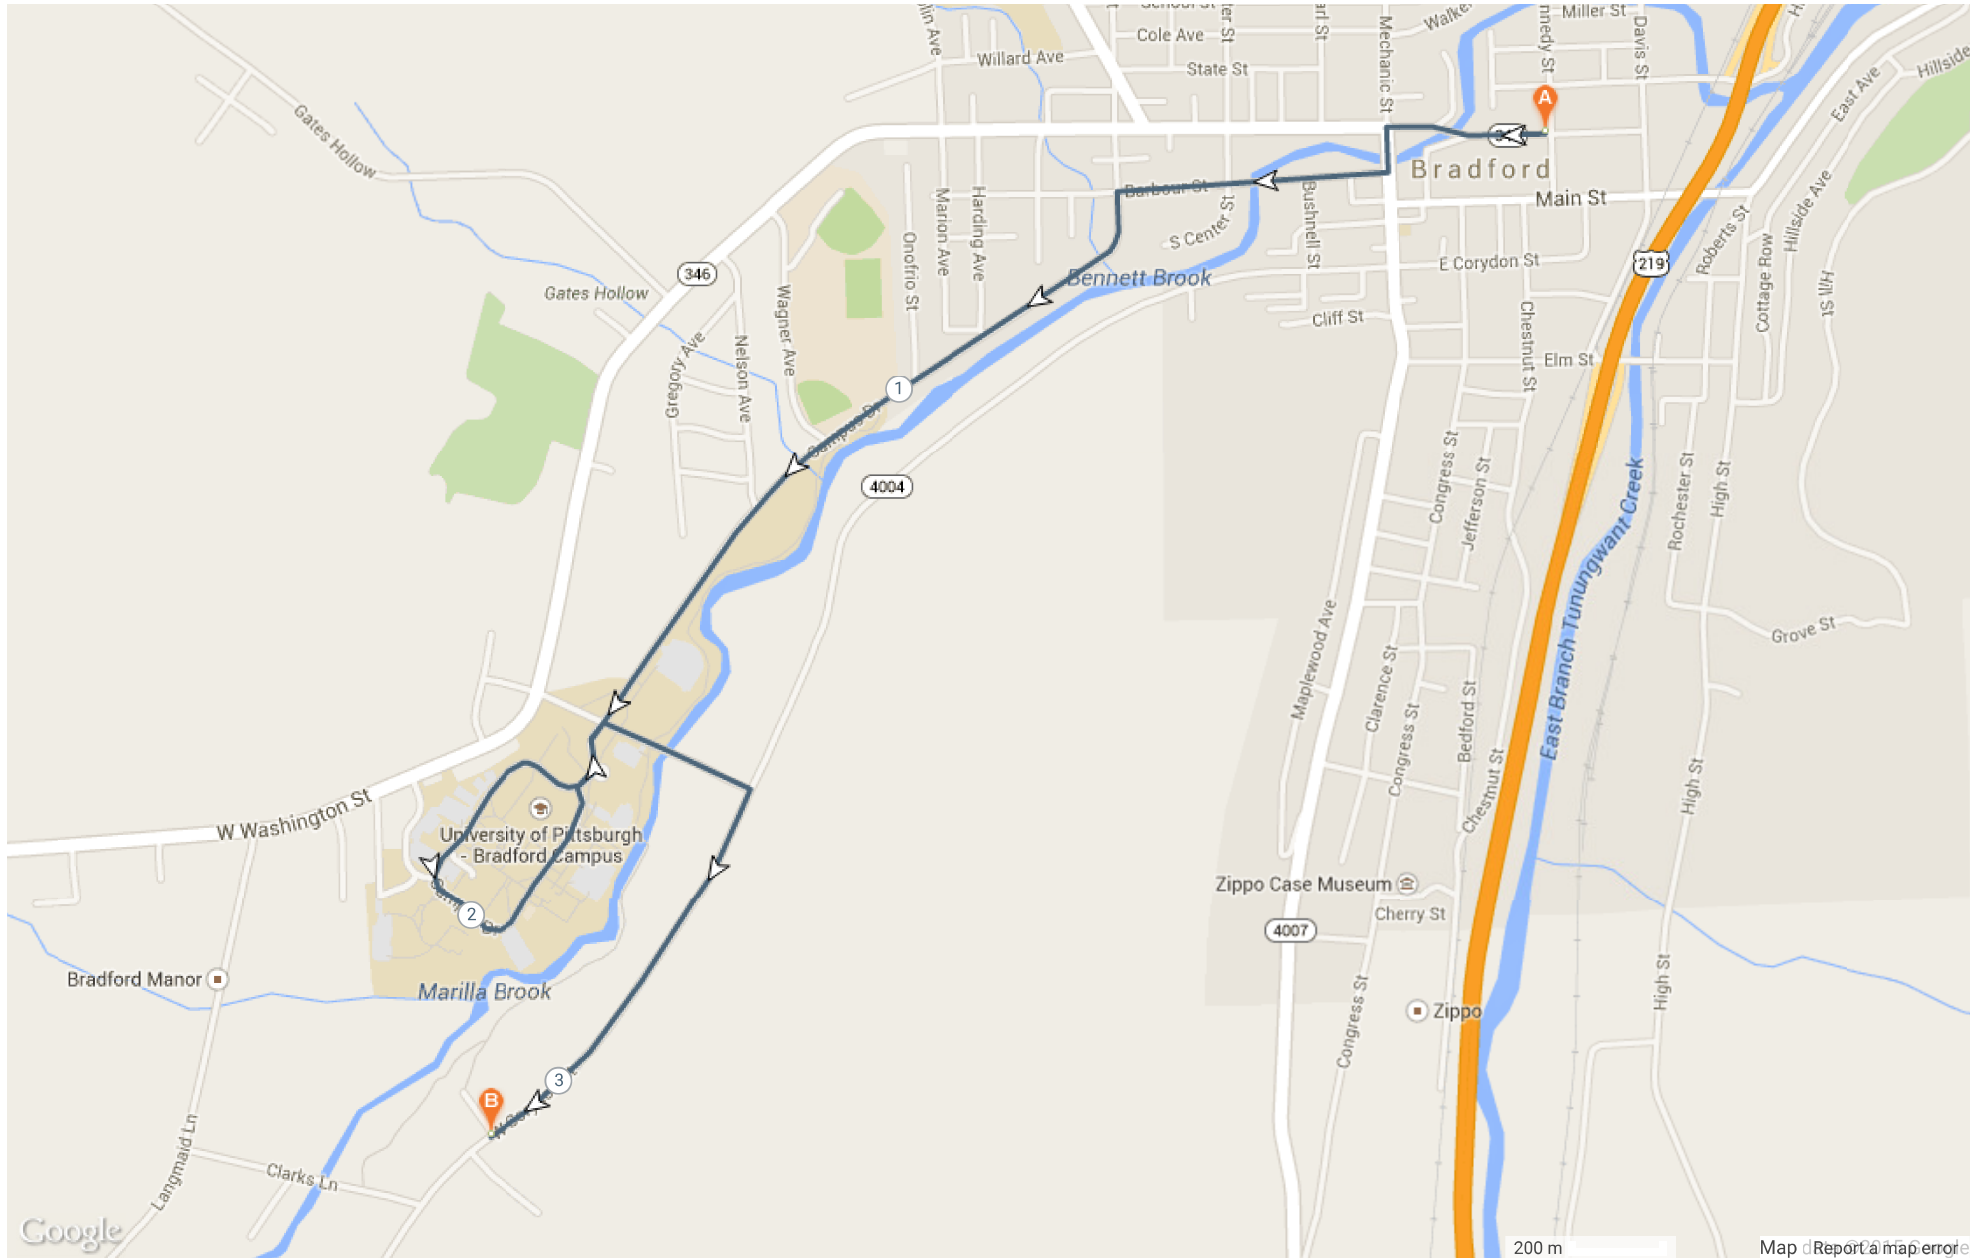 Willard Ave
Cole Ave
State St
Mechanic St
Miller St
Davis St
A
East Ave
Hillside
Gates Hollow
Bradford
Main St
Barbour St
S Center St
Bushnell St
Marion Ave
Harding Ave
Onofrio St
Bennett Brook
346
Gates Hollow
E Corydon St
219
Roberts St
Hillside Ave
Cottage Row
Cliff St
Chestnut St
Elm St
Wagner Ave
Nelson Ave
Gregory Ave
1
Campus Dr
4004
Congress St
Jefferson St
Rochester St
High St
East Branch Tunungwant Creek
Grove St
Maplewood Ave
Clarence St
Congress St
Bedford St
Chestnut St
High St
W Washington St
University of Pittsburgh
- Bradford Campus
2
Zippo Case Museum
Cherry St
4007
High St
Bradford Manor
Marilla Brook
Congress St
Zippo
3
B
Langmaid Ln
Clarks Ln
Google
200 m
Map
Report a map error